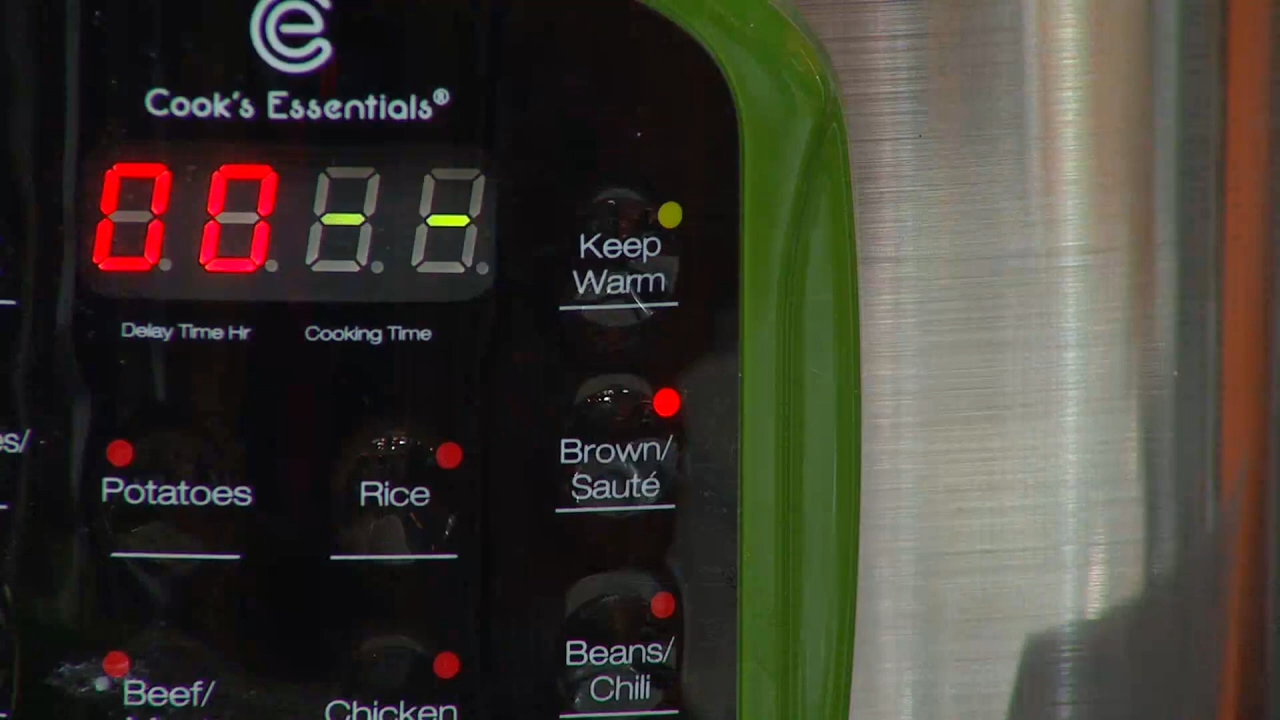 Cook's Essentials®
00--
Delay Time Hr
Cooking Time
Keep
Warm
Brown/
Sauté
Potatoes
Rice
Beans/
Chili
Beef/
Chicken